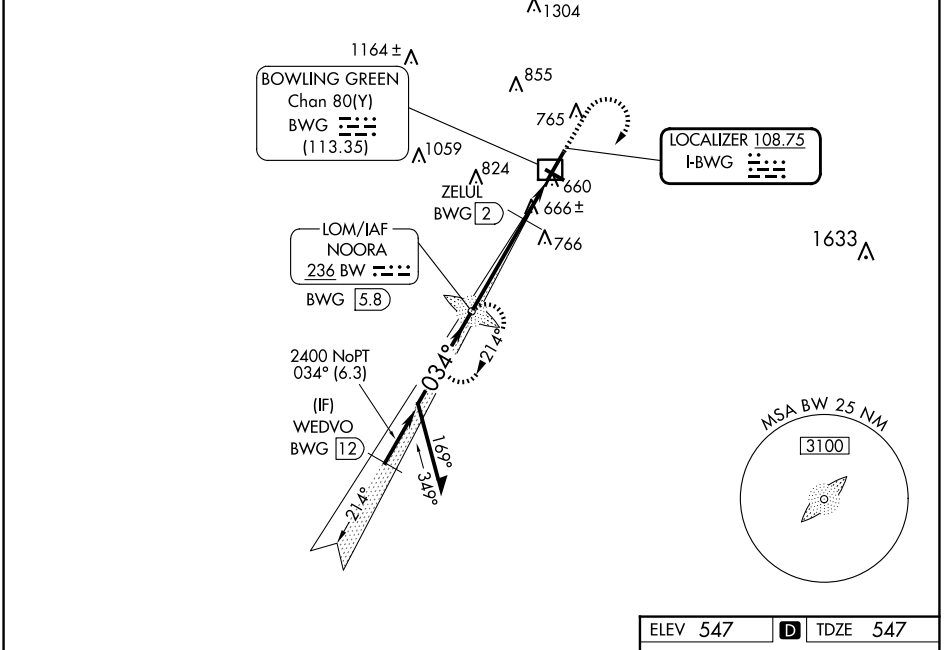 1304
1164 ±
BOWLING GREEN
Chan 80(Y)
BWG
(113.35)
855
765
LOCALIZER 108.75
I-BWG
1059
824
660
ZELUL
BWG 2
666 ±
766
1633
LOM/IAF
NOORA
236 BW
BWG 5.8
214°
034°
2400 NoPT
034° (6.3)
(IF)
WEDVO
BWG 12
169°
349°
214°
MSA BW 25 NM
3100
ELEV 547 D TDZE 547